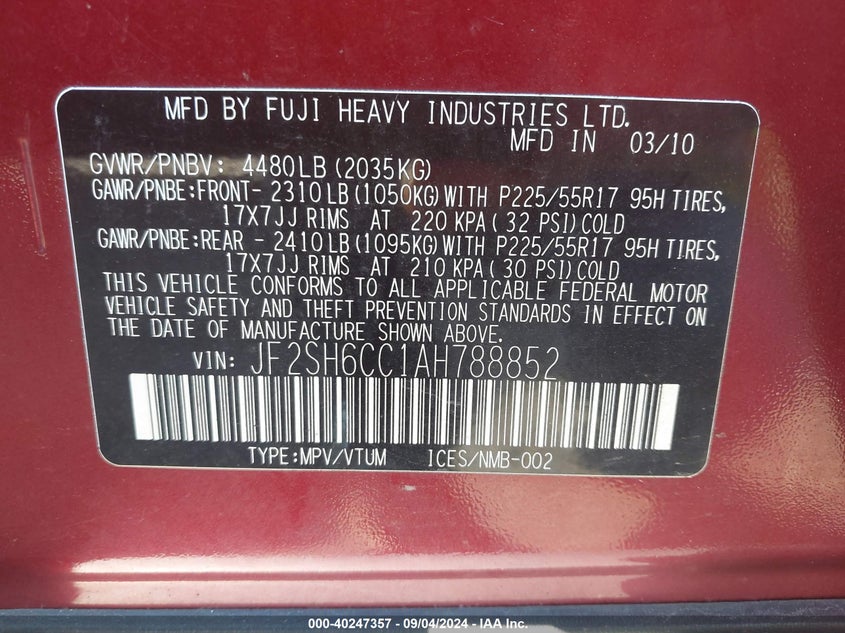 MFD BY FUJI HEAVY INDUSTRIES LTD.
MFD IN 03/10
GVWR/PNBV: 4480LB(2035KG)
GAWR/PNBE:FRONT- 2310LB(1050KG)WITH P225/55R17 95H TIRES,
17X7JJ RIMS AT 220 KPA( 32 PSI)COLD
GAWR/PNBE:REAR - 2410LB(1095KG)WITH P225/55R17 95H TIRES,
17X7JJ RIMS AT 210 KPA( 30 PSI)COLD
THIS VEHICLE CONFORMS TO ALL APPLICABLE FEDERAL MOTOR
VEHICLE SAFETY AND THEFT PREVENTION STANDARDS IN EFFECT ON
THE DATE OF MANUFACTURE SHOWN ABOVE.
VIN: JF2SH6CC1AH788852
TYPE:MPV/VTUM ICES/NMB-002
000-40247357 - 09/04/2024 - IAA Inc.